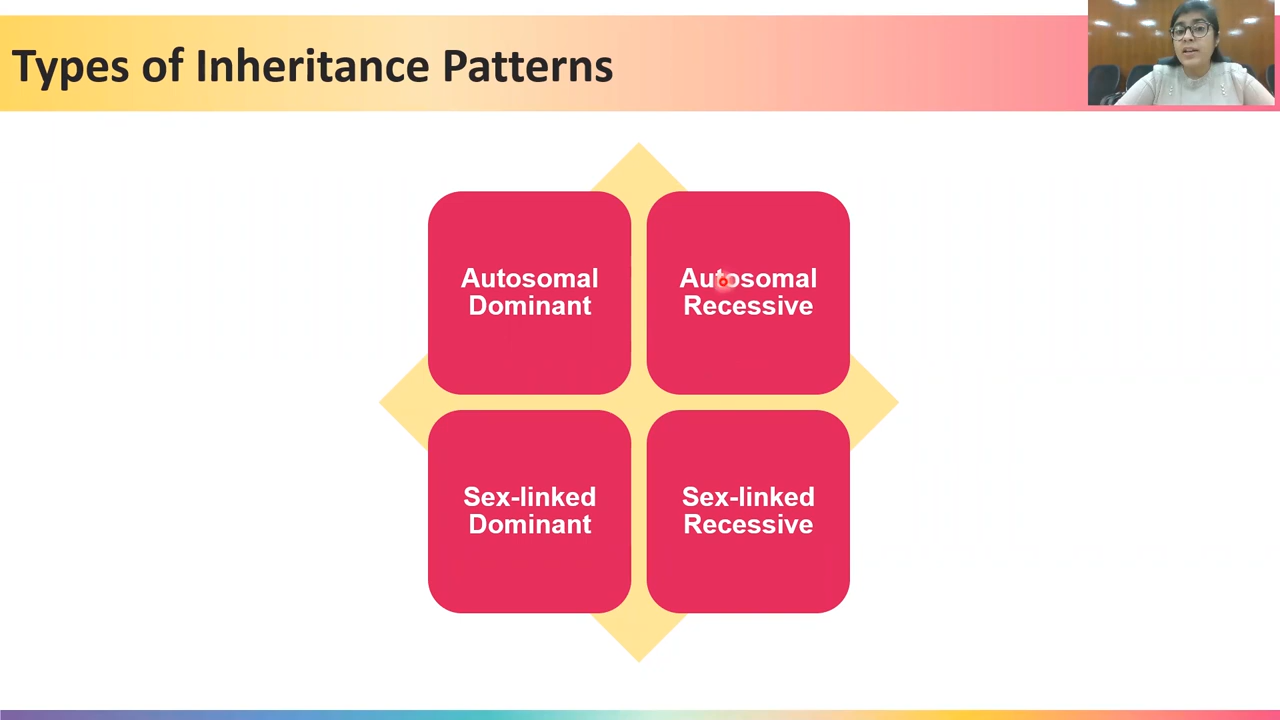 Types of Inheritance Patterns
Autosomal
Dominant
Autosomal
Recessive
Sex-linked
Dominant
Sex-linked
Recessive